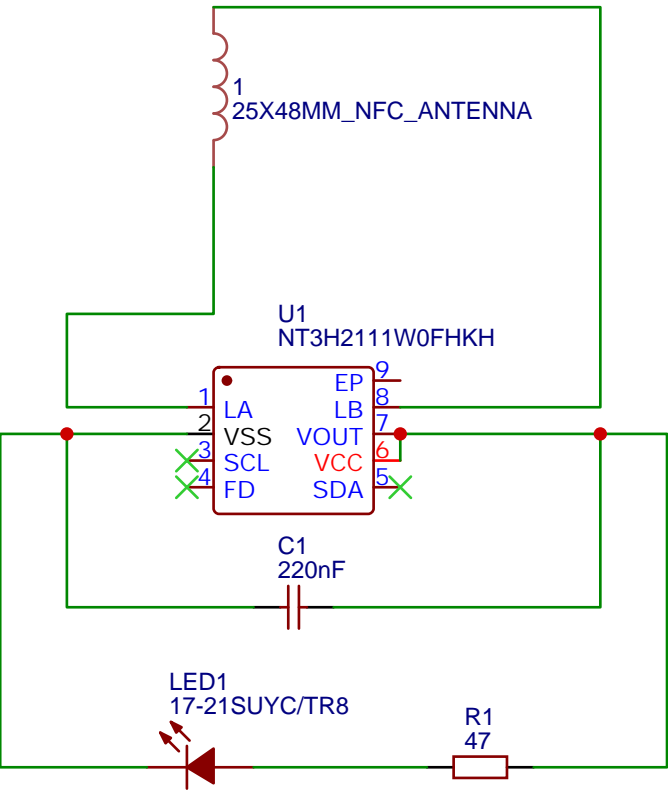 1
25X48MM_NFC_ANTENNA
U1
NT3H2111W0FHKH
EP 9
1 LA
LB 8
2 VSS
VOUT 7
3 SCL
VCC 6
4 FD
SDA 5
C1
220nF
LED1
17-21SUYC/TR8
R1
47